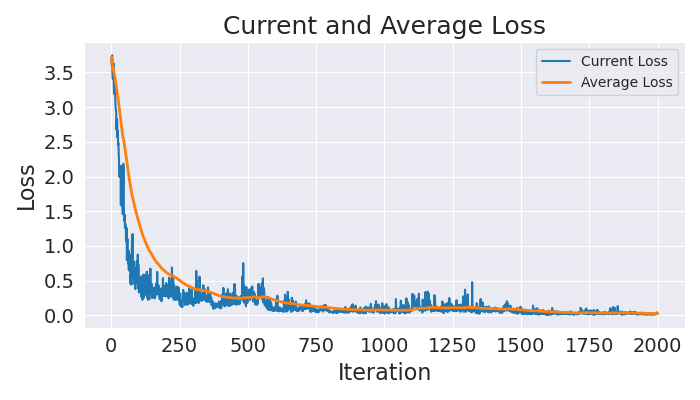 Current and Average Loss
Current Loss
Average Loss
Loss
3.5
3.0
2.5
2.0
1.5
1.0
0.5
0.0
0 250 500 750 1000 1250 1500 1750 2000
Iteration